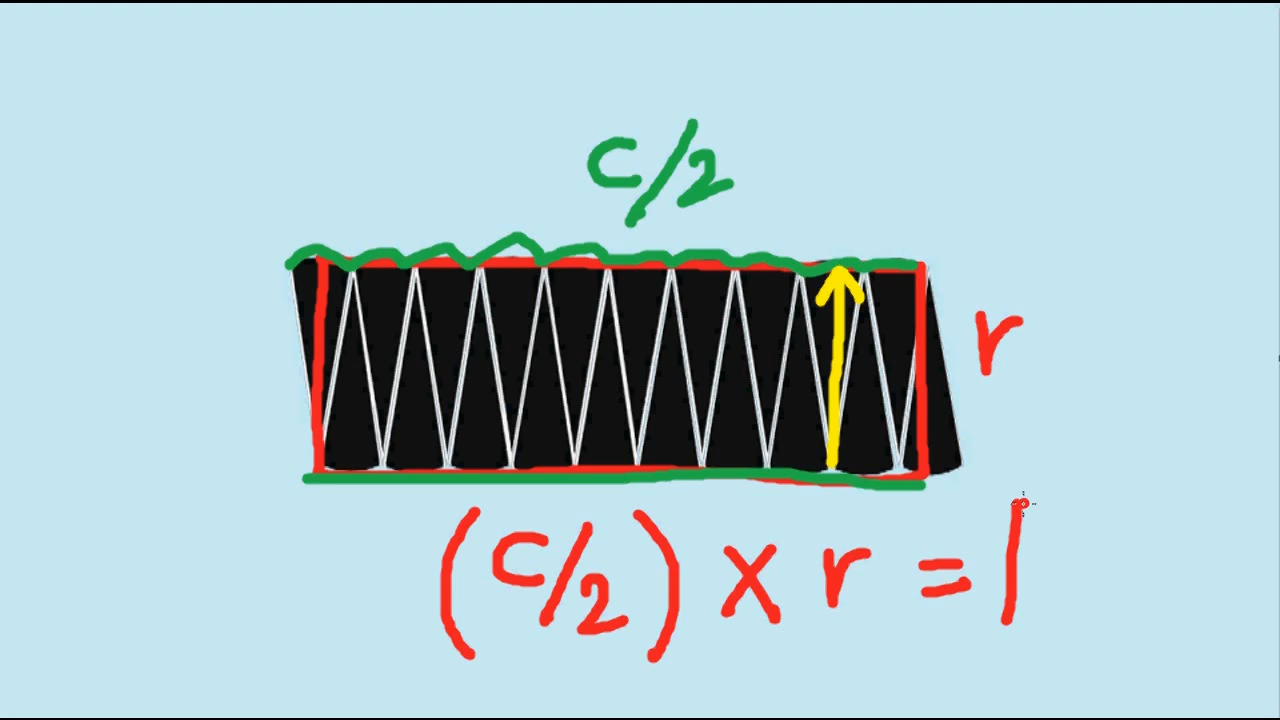 c/2
r
(c/2) x r =